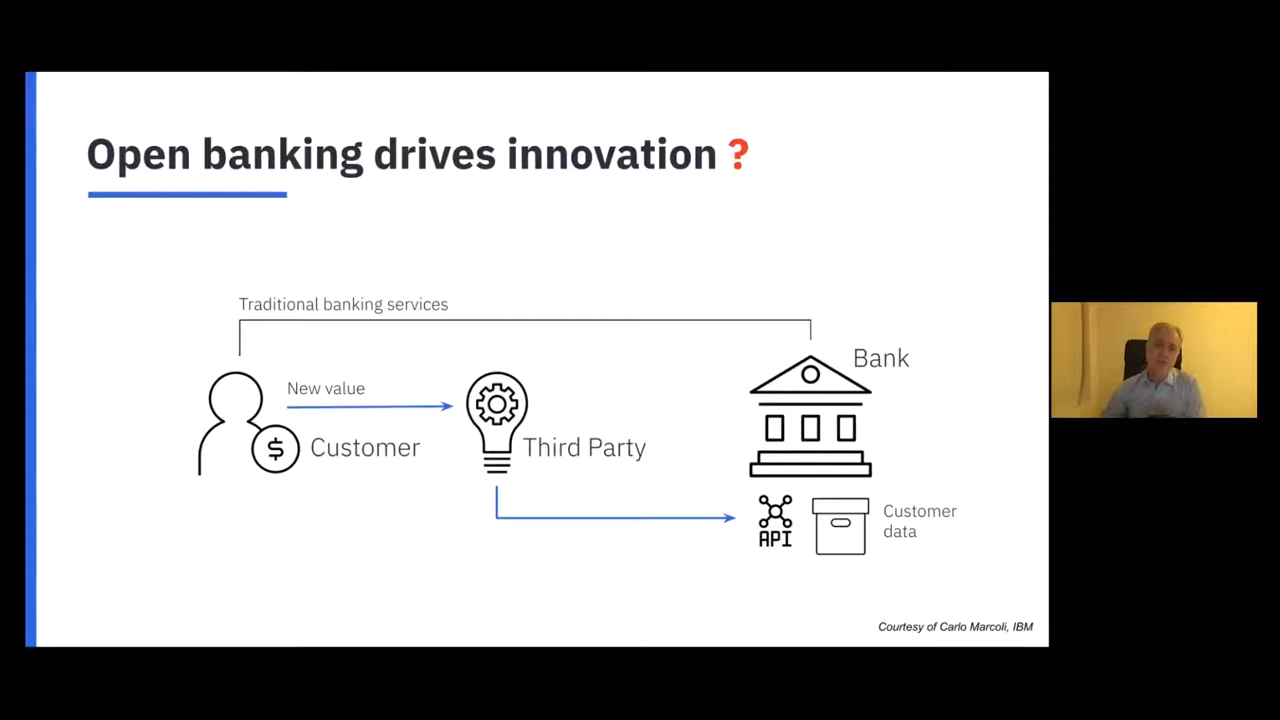 Open banking drives innovation ?
Traditional banking services
Bank
New value
$
Customer
Third Party
API
Customer
data
Courtesy of Carlo Marcoli, IBM